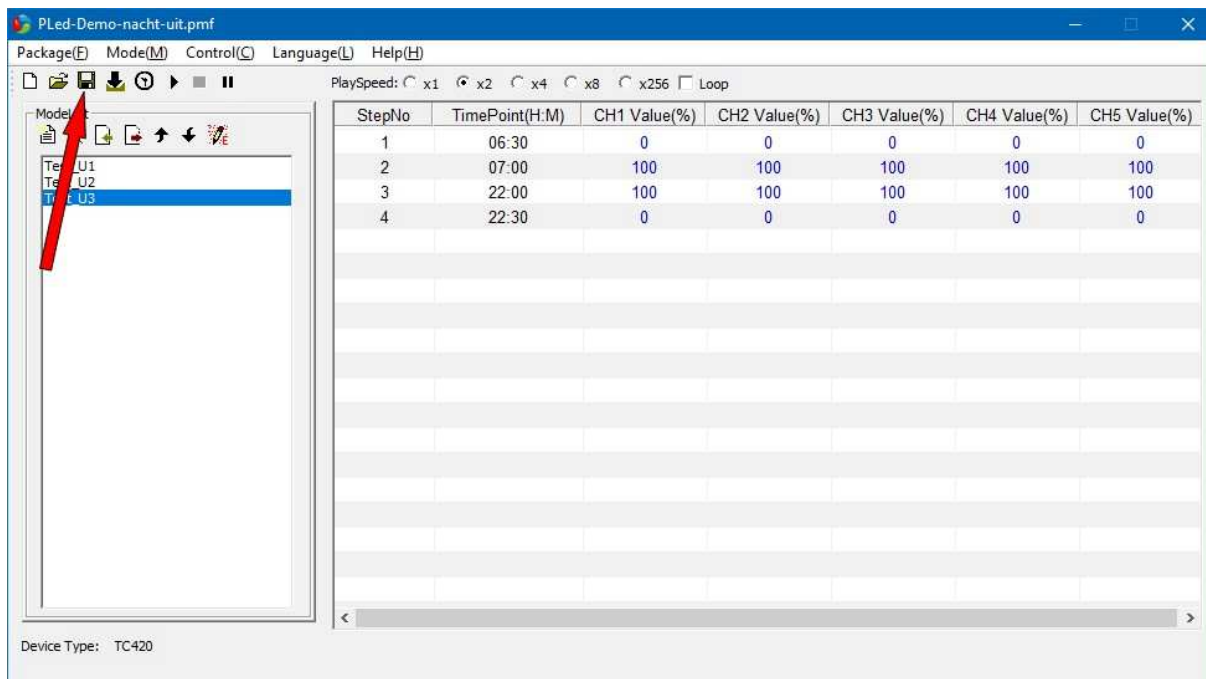 PLed-Demo-nacht-uit.pmf
Package(F) Mode(M) Control(C) Language(L) Help(H)
PlaySpeed: x1 x2 x4 x8 x256 Loop
StepNo TimePoint(H:M) CH1 Value(%) CH2 Value(%) CH3 Value(%) CH4 Value(%) CH5 Value(%)
1 06:30 0 0 0 0 0
2 07:00 100 100 100 100 100
3 22:00 100 100 100 100 100
4 22:30 0 0 0 0 0
Device Type: TC420